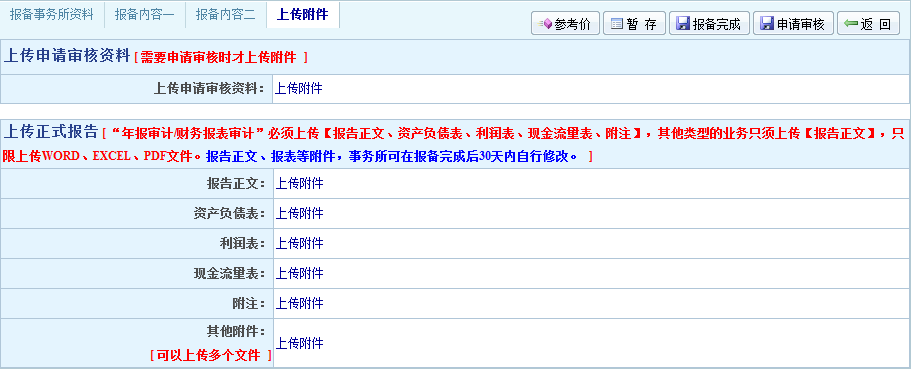 报备事务所资料 报备内容一 报备内容二 上传附件
参考价 暂 存 报备完成 申请审核 返 回
上传申请审核资料 [ 需要申请审核时才上传附件 ]
上传申请审核资料： 上传附件
上传正式报告 [ “年报审计/财务报表审计”必须上传【报告正文、资产负债表、利润表、现金流量表、附注】，其他类型的业务只须上传【报告正文】，只
限上传WORD、EXCEL、PDF文件。报告正文、报表等附件，事务所可在报备完成后30天内自行修改。 ]
报告正文： 上传附件
资产负债表： 上传附件
利润表： 上传附件
现金流量表： 上传附件
附注： 上传附件
其他附件： 上传附件
[ 可以上传多个文件 ]